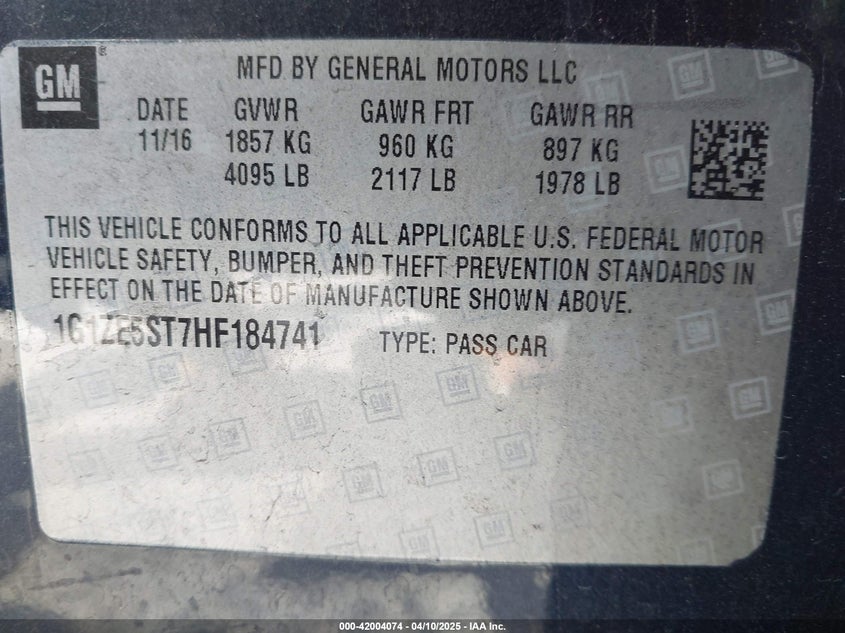 GM
MFD BY GENERAL MOTORS LLC
DATE GVWR GAWR FRT GAWR RR
11/16 1857 KG 960 KG 897 KG
4095 LB 2117 LB 1978 LB
THIS VEHICLE CONFORMS TO ALL APPLICABLE U.S. FEDERAL MOTOR
VEHICLE SAFETY, BUMPER, AND THEFT PREVENTION STANDARDS IN
EFFECT ON THE DATE OF MANUFACTURE SHOWN ABOVE.
1G1ZE5ST7HF184741 TYPE: PASS CAR
000-42004074 - 04/10/2025 - IAA Inc.